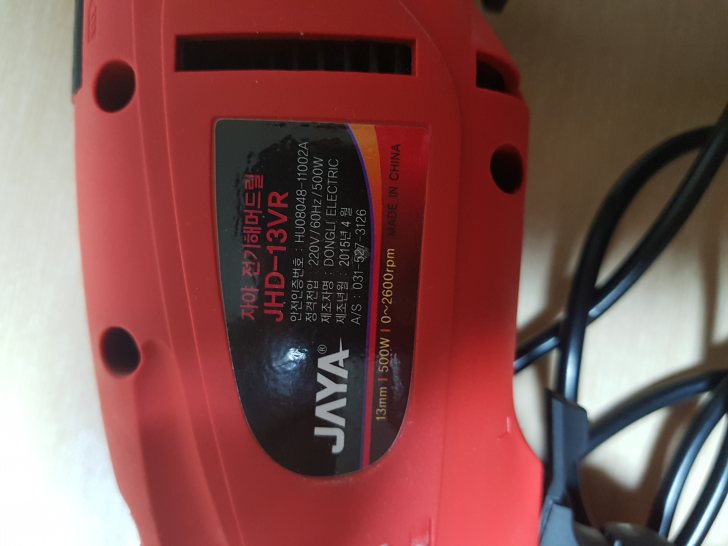 자야 전기해머드릴
JHD-13VR
안전인증번호 : HU08048-11002A
정격전압 : 220V/60Hz/500W
제조자명 : DONGLI ELECTRIC
제조년월 : 2015년 4 월
A/S : 031-527-3126
JAYA®
13mm | 500W | 0~2600rpm
MADE IN CHINA